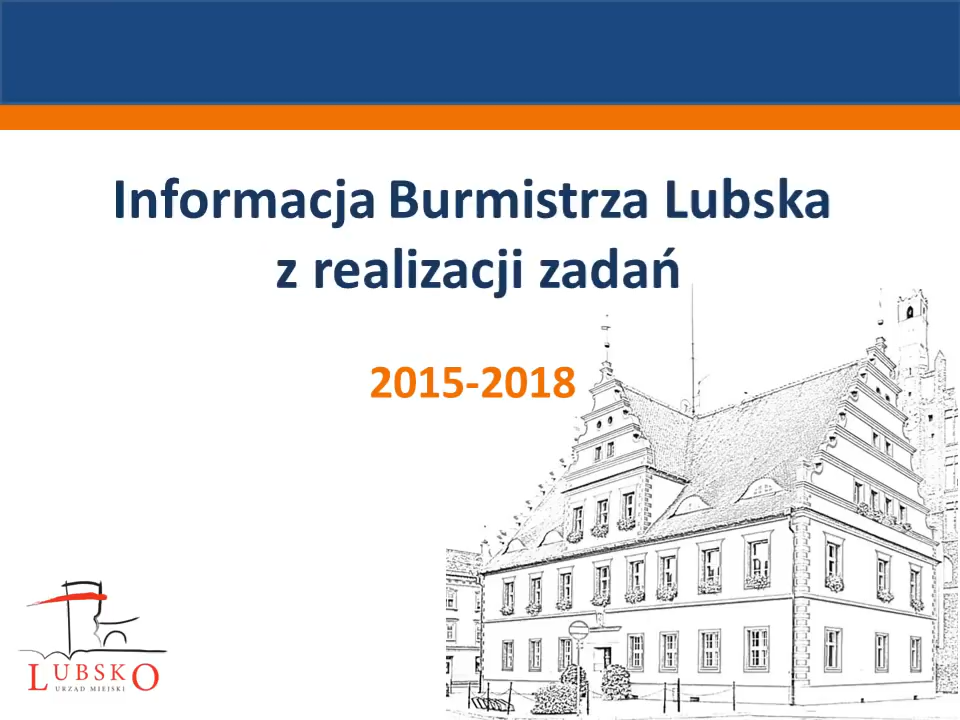 Informacja Burmistrza Lubska
z realizacji zadań
2015-2018
LUBSKO
URZĄD MIEJSKI